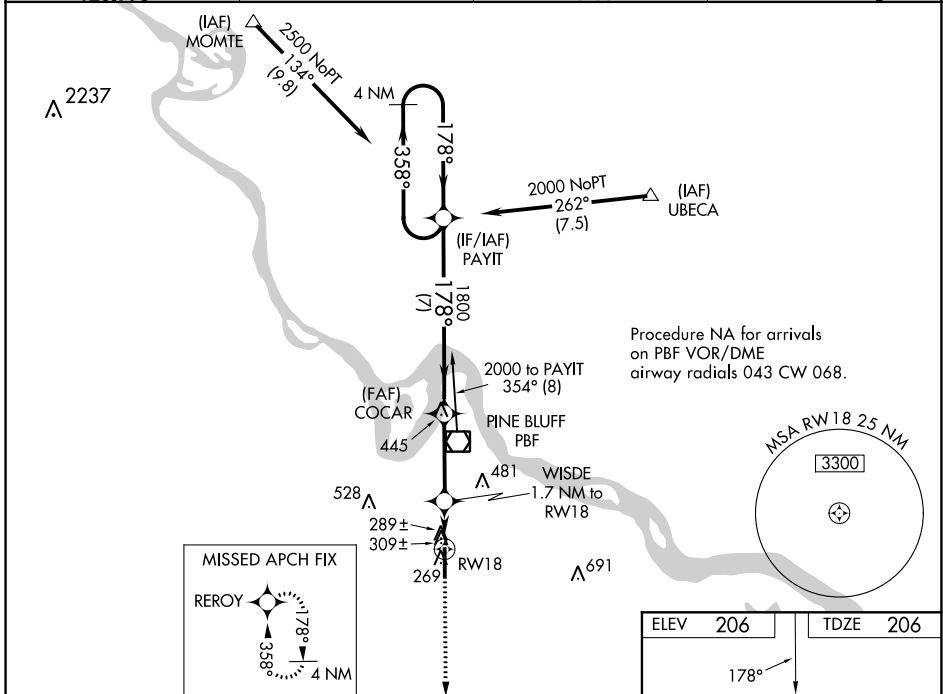 (IAF)
MOMTE
2500 NoPT
134°
(9.8)
2237
4 NM
178°
358°
2000 NoPT
262°
(7.5)
(IAF)
UBECA
(IF/IAF)
PAYIT
1800
178°
(7)
Procedure NA for arrivals
on PBF VOR/DME
airway radials 043 CW 068.
2000 to PAYIT
354° (8)
(FAF)
COCAR
445
PINE BLUFF
PBF
MSA RW18 25 NM
3300
481
WISDE
1.7 NM to
RW18
528
289±
309±
269
RW18
691
MISSED APCH FIX
REROY
178°
358°
4 NM
ELEV 206
TDZE 206
178°